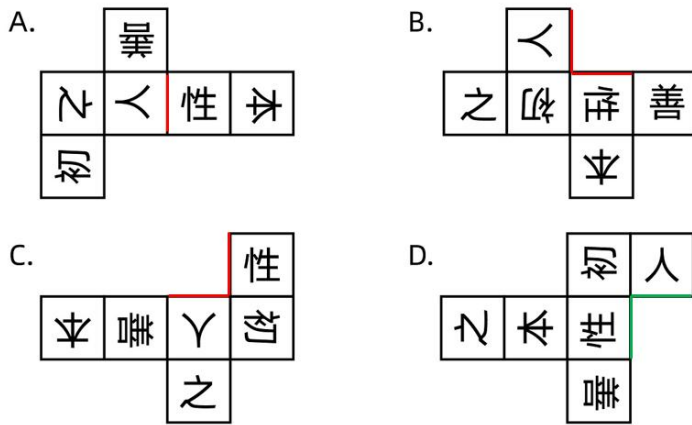 A.
善
之人性本
初
B.
人
之初性善
本
C.
性
本善人初
之
D.
初人
之本性
善